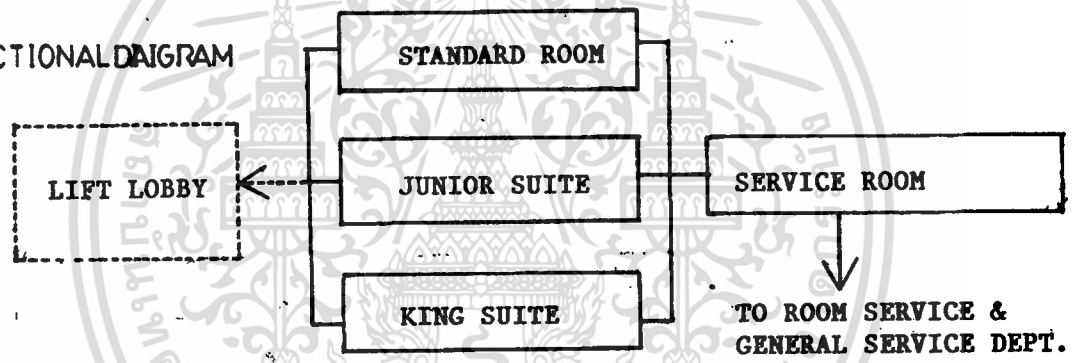 CTIONAL DAIGRAM
STANDARD ROOM
LIFT LOBBY
JUNIOR SUITE
SERVICE ROOM
KING SUITE
TO ROOM SERVICE &
GENERAL SERVICE DEPT.